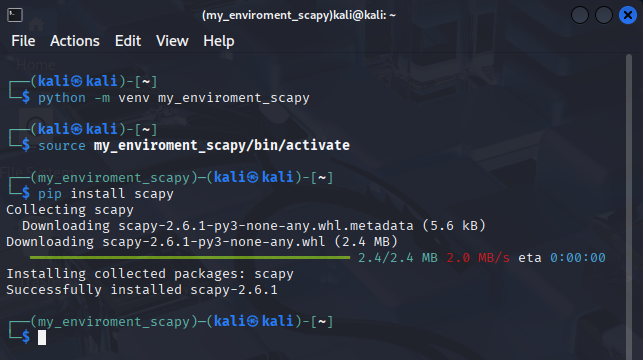 (my_enviroment_scapy)kali@kali: ~
File Actions Edit View Help
┌──(kali㉿kali)-[~]
└─$ python -m venv my_enviroment_scapy
┌──(kali㉿kali)-[~]
└─$ source my_enviroment_scapy/bin/activate
┌──(my_enviroment_scapy)─(kali㉿kali)-[~]
└─$ pip install scapy
Collecting scapy
Downloading scapy-2.6.1-py3-none-any.whl.metadata (5.6 kB)
Downloading scapy-2.6.1-py3-none-any.whl (2.4 MB)
2.4/2.4 MB 2.0 MB/s eta 0:00:00
Installing collected packages: scapy
Successfully installed scapy-2.6.1
┌──(my_enviroment_scapy)─(kali㉿kali)-[~]
└─$